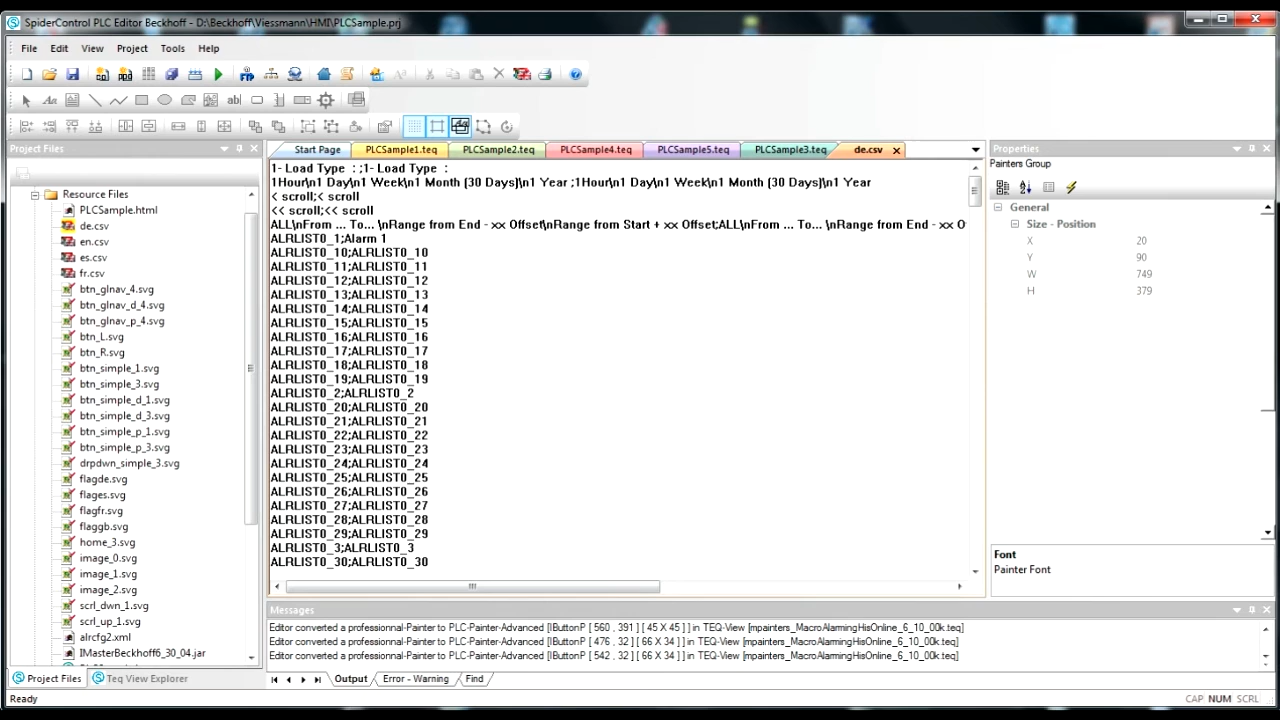 SpiderControl PLC Editor Beckhoff - D:\Beckhoff\Viessmann\HMI\PLCSample.prj
File Edit View Project Tools Help
Project Files
Resource Files
PLCSample.html
de.csv
en.csv
es.csv
fr.csv
btn_glnav_4.svg
btn_glnav_d_4.svg
btn_glnav_p_4.svg
btn_L.svg
btn_R.svg
btn_simple_1.svg
btn_simple_3.svg
btn_simple_d_1.svg
btn_simple_d_3.svg
btn_simple_p_1.svg
btn_simple_p_3.svg
drpdwn_simple_3.svg
flagde.svg
flages.svg
flagfr.svg
flaggb.svg
home_3.svg
image_0.svg
image_1.svg
image_2.svg
scrl_dwn_1.svg
scrl_up_1.svg
alrcfg2.xml
IMasterBeckhoff6_30_04.jar
Project Files Teq View Explorer
Start Page PLCSample1.teq PLCSample2.teq PLCSample4.teq PLCSample5.teq PLCSample3.teq de.csv
1- Load Type : ;1- Load Type :
1Hour\n1 Day\n1 Week\n1 Month (30 Days)\n1 Year ;1Hour\n1 Day\n1 Week\n1 Month (30 Days)\n1 Year
< scroll;< scroll
<< scroll;<< scroll
ALL\nFrom ... To... \nRange from End - xx Offset\nRange from Start + xx Offset;ALL\nFrom ... To... \nRange from End - xx O
ALRLIST0_1;Alarm 1
ALRLIST0_10;ALRLIST0_10
ALRLIST0_11;ALRLIST0_11
ALRLIST0_12;ALRLIST0_12
ALRLIST0_13;ALRLIST0_13
ALRLIST0_14;ALRLIST0_14
ALRLIST0_15;ALRLIST0_15
ALRLIST0_16;ALRLIST0_16
ALRLIST0_17;ALRLIST0_17
ALRLIST0_18;ALRLIST0_18
ALRLIST0_19;ALRLIST0_19
ALRLIST0_2;ALRLIST0_2
ALRLIST0_20;ALRLIST0_20
ALRLIST0_21;ALRLIST0_21
ALRLIST0_22;ALRLIST0_22
ALRLIST0_23;ALRLIST0_23
ALRLIST0_24;ALRLIST0_24
ALRLIST0_25;ALRLIST0_25
ALRLIST0_26;ALRLIST0_26
ALRLIST0_27;ALRLIST0_27
ALRLIST0_28;ALRLIST0_28
ALRLIST0_29;ALRLIST0_29
ALRLIST0_3;ALRLIST0_3
ALRLIST0_30;ALRLIST0_30
Properties
Painters Group
General
Size - Position
X 20
Y 90
W 749
H 379
Font
Painter Font
Messages
Editor converted a professionnal-Painter to PLC-Painter-Advanced [IButtonP [ 560 , 391 ] [ 45 X 45 ] ] in TEQ-View [mpainters_MacroAlarmingHisOnline_6_10_00k.teq]
Editor converted a professionnal-Painter to PLC-Painter-Advanced [IButtonP [ 476 , 32 ] [ 66 X 34 ] ] in TEQ-View [mpainters_MacroAlarmingHisOnline_6_10_00k.teq]
Editor converted a professionnal-Painter to PLC-Painter-Advanced [IButtonP [ 542 , 32 ] [ 66 X 34 ] ] in TEQ-View [mpainters_MacroAlarmingHisOnline_6_10_00k.teq]
Output Error - Warning Find
Ready CAP NUM SCRL